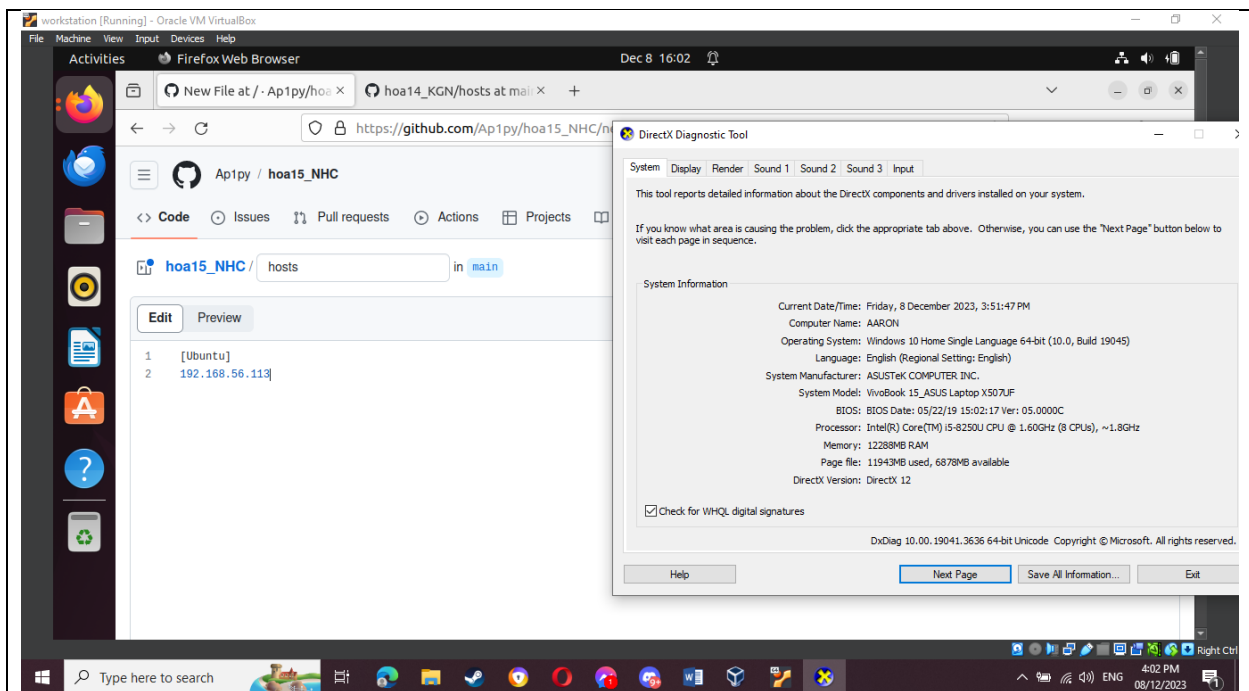 workstation [Running] - Oracle VM VirtualBox
File Machine View Input Devices Help
Activities Firefox Web Browser Dec 8 16:02
New File at / · Ap1py/hoa
hoa14_KGN/hosts at mai
https://github.com/Ap1py/hoa15_NHC/n
Ap1py / hoa15_NHC
<> Code Issues Pull requests Actions Projects
hoa15_NHC / hosts in main
Edit Preview
1 [Ubuntu]
2 192.168.56.113
DirectX Diagnostic Tool
System Display Render Sound 1 Sound 2 Sound 3 Input
This tool reports detailed information about the DirectX components and drivers installed on your system.
If you know what area is causing the problem, click the appropriate tab above. Otherwise, you can use the "Next Page" button below to
visit each page in sequence.
System Information
Current Date/Time: Friday, 8 December 2023, 3:51:47 PM
Computer Name: AARON
Operating System: Windows 10 Home Single Language 64-bit (10.0, Build 19045)
Language: English (Regional Setting: English)
System Manufacturer: ASUSTeK COMPUTER INC.
System Model: VivoBook 15_ASUS Laptop X507UF
BIOS: BIOS Date: 05/22/19 15:02:17 Ver: 05.0000C
Processor: Intel(R) Core(TM) i5-8250U CPU @ 1.60GHz (8 CPUs), ~1.8GHz
Memory: 12288MB RAM
Page file: 11943MB used, 6878MB available
DirectX Version: DirectX 12
Check for WHQL digital signatures
DxDiag 10.00.19041.3636 64-bit Unicode Copyright © Microsoft. All rights reserved.
Help Next Page Save All Information... Exit
Right Ctrl
Type here to search
ENG
4:02 PM
08/12/2023